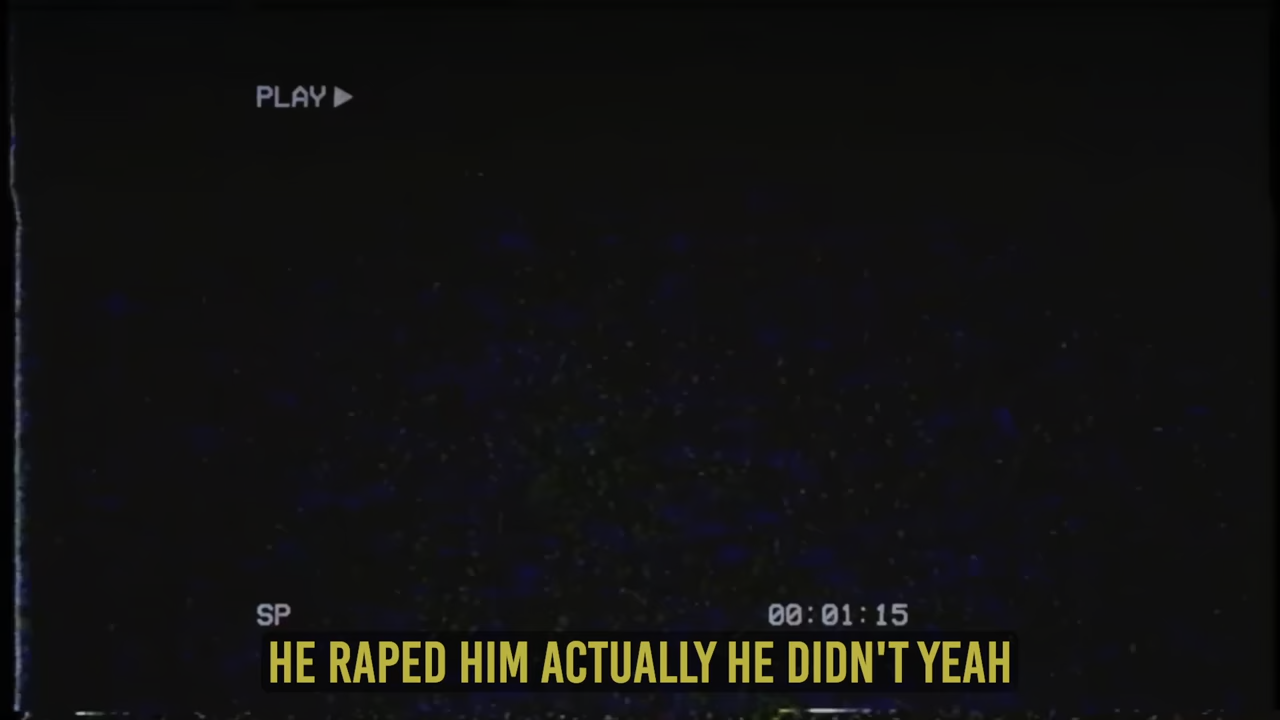 PLAY ▶
SP
00:01:15
HE RAPED HIM ACTUALLY HE DIDN'T YEAH